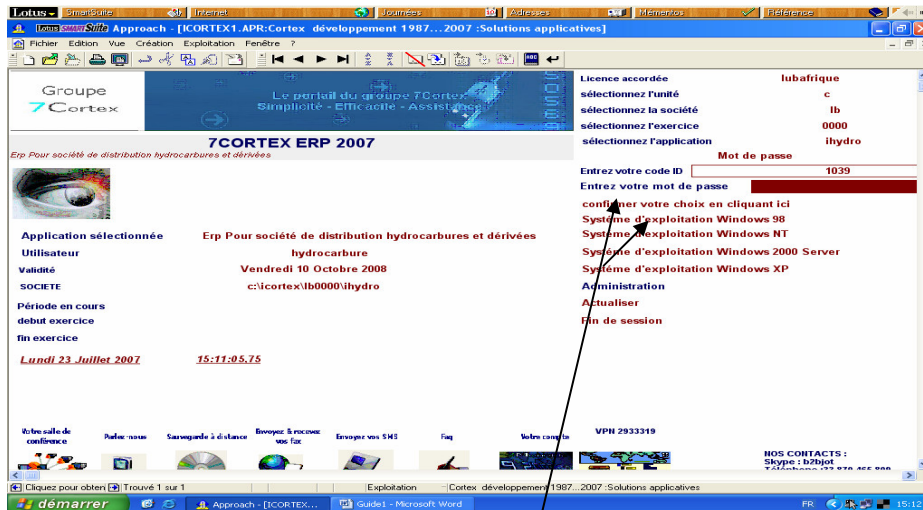 Lotus SmartSuite Internet Journées Adresses Mémentos Référence
Lotus SmartSuite Approach - [ICORTEX1.APR:Cortex développement 1987...2007 :Solutions applicatives]
Fichier Edition Vue Création Exploitation Fenêtre ?
Groupe
7Cortex
Le portail du groupe 7Cortex
Simplicité - Efficacité - Assistance
7CORTEX ERP 2007
Erp Pour société de distribution hydrocarbures et dérivées
Licence accordée lubafrique
sélectionnez l'unité c
sélectionnez la société lb
sélectionnez l'exercice 0000
sélectionnez l'application ihydro
Mot de passe
Entrez votre code ID 1039
Entrez votre mot de passe
confirmer votre choix en cliquant ici
Système d'exploitation Windows 98
Système d'exploitation Windows NT
Système d'exploitation Windows 2000 Server
Système d'exploitation Windows XP
Administration
Actualiser
Fin de session
Application sélectionnée Erp Pour société de distribution hydrocarbures et dérivées
Utilisateur hydrocarbure
Validité Vendredi 10 Octobre 2008
SOCIETE c:\icortex\lb0000\ihydro
Période en cours
debut exercice
fin exercice
Lundi 23 Juillet 2007 15:11:05,75
Votre salle de conférence
Parlez-nous
Sauvegarde à distance
Envoyez & recevez vos fax
Envoyez vos SMS
Faq
Votre compte
VPN 2933319
NOS CONTACTS :
Skype : b2bjot
Cliquez pour obten Trouvé 1 sur 1 Exploitation Cortex développement 1987...2007 :Solutions applicatives
démarrer Approach - [ICORTEX... Guide1 - Microsoft Word FR 15:12